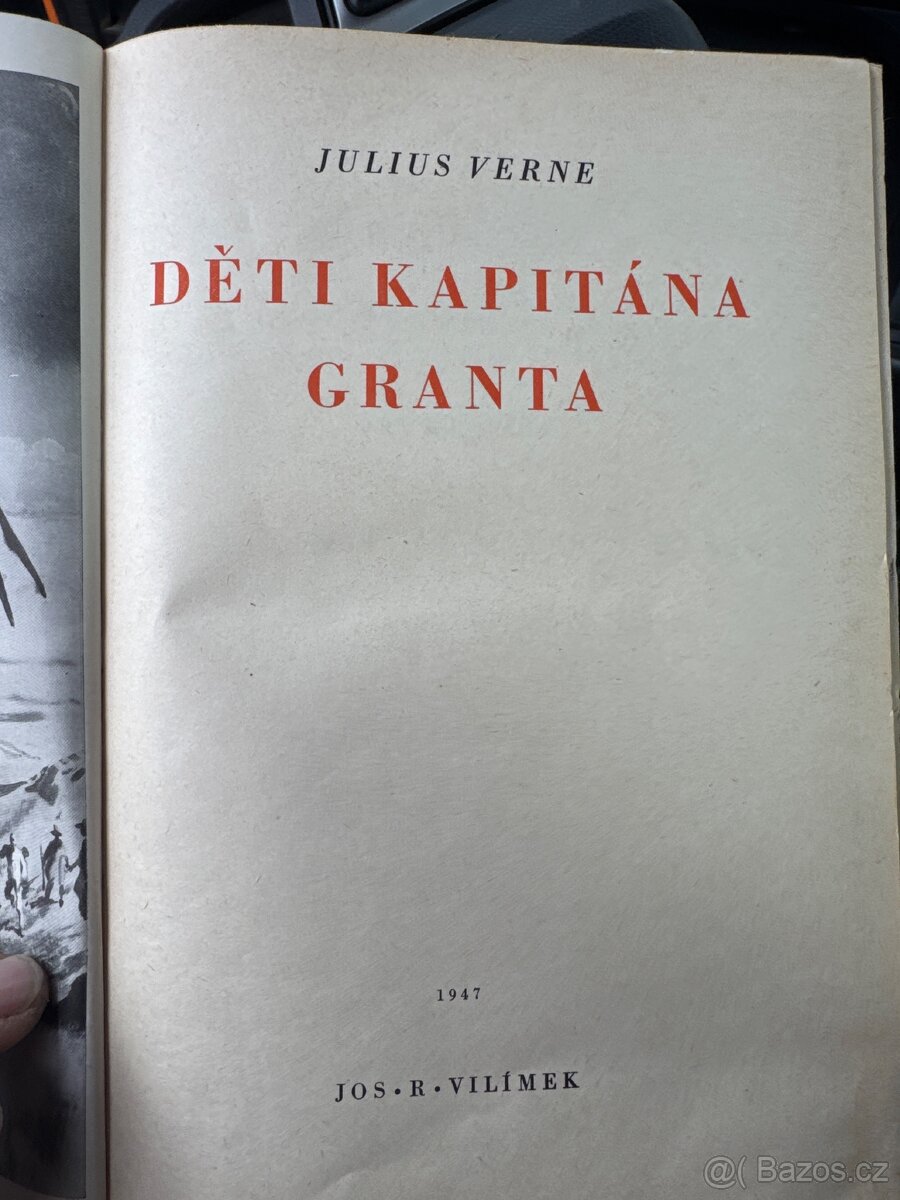 JULIUS VERNE
DĚTI KAPITÁNA
GRANTA
1947
JOS•R•VILÍMEK
@( Bazos.cz